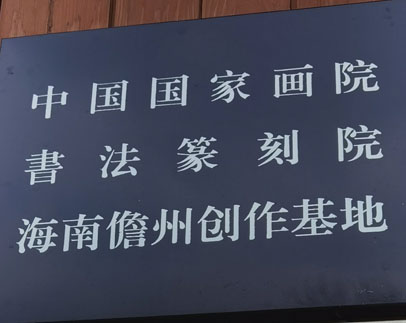 中国国家画院
書法篆刻院
海南儋州创作基地